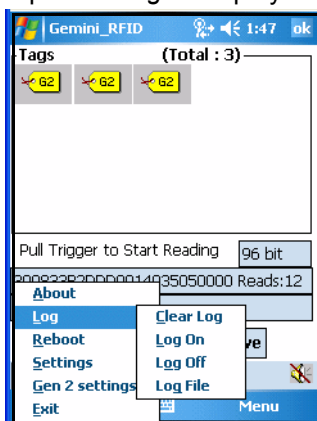 Gemini_RFID 1:47 ok
Tags (Total : 3)
G2 G2 G2
Pull Trigger to Start Reading 96 bit
35050000 Reads:12
About
Log
Reboot
Settings
Gen 2 settings
Exit
Clear Log
Log On
Log Off
Log File
Menu